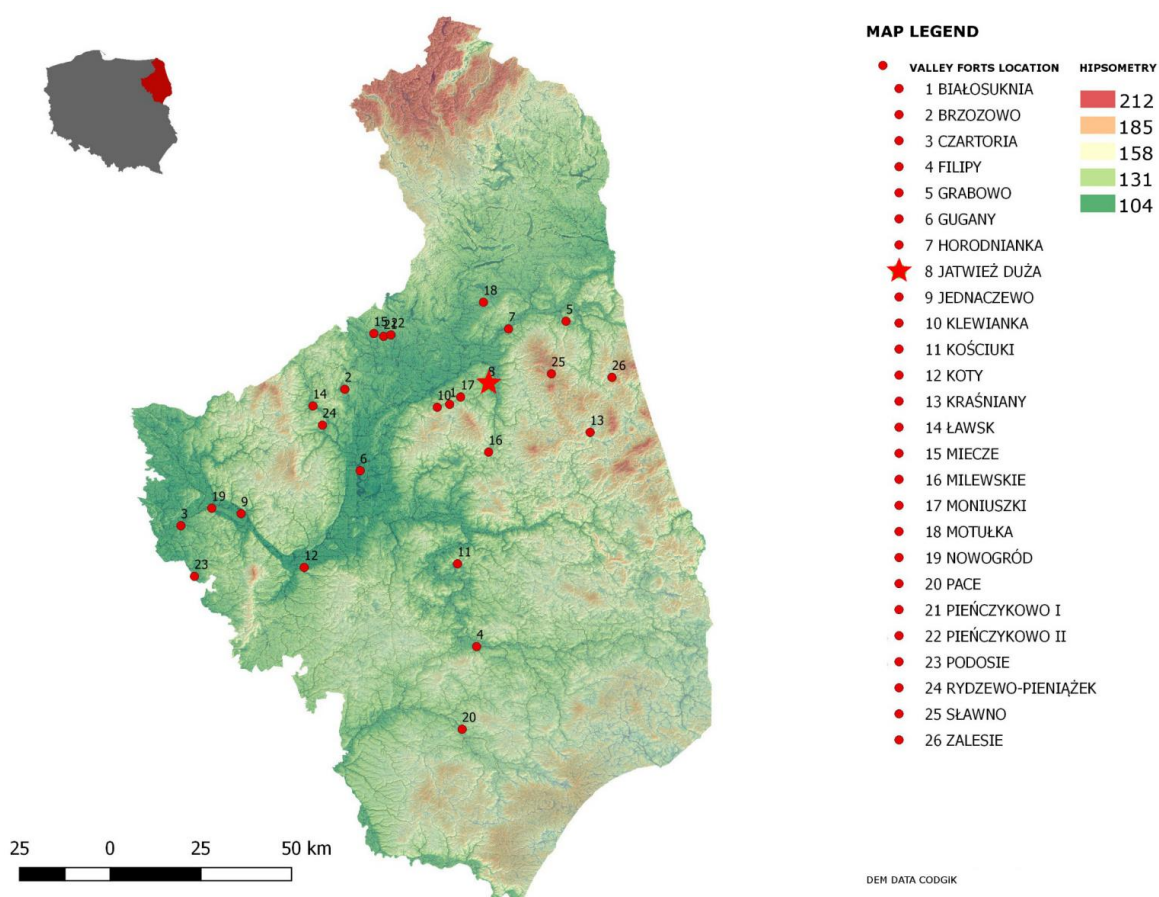 MAP LEGEND
VALLEY FORTS LOCATION
1 BIAŁOSUKNIA
2 BRZOZOWO
3 CZARTORIA
4 FILIPY
5 GRABOWO
6 GUGANY
7 HORODNIANKA
8 JATWIEŻ DUŻA
9 JEDNACZEWO
10 KLEWIANKA
11 KOŚCIUKI
12 KOTY
13 KRAŚNIANY
14 ŁAWSK
15 MIECZE
16 MILEWSKIE
17 MONIUSZKI
18 MOTUŁKA
19 NOWOGRÓD
20 PACE
21 PIEŃCZYKOWO I
22 PIEŃCZYKOWO II
23 PODOSIE
24 RYDZEWO-PIENIĄŻEK
25 SŁAWNO
26 ZALESIE
HIPSOMETRY
212
185
158
131
104
18
7
5
15
21
22
25
26
8
2
17
1
10
14
24
13
16
6
19
9
3
12
11
23
4
20
25 0 25 50 km
DEM DATA CODGIK